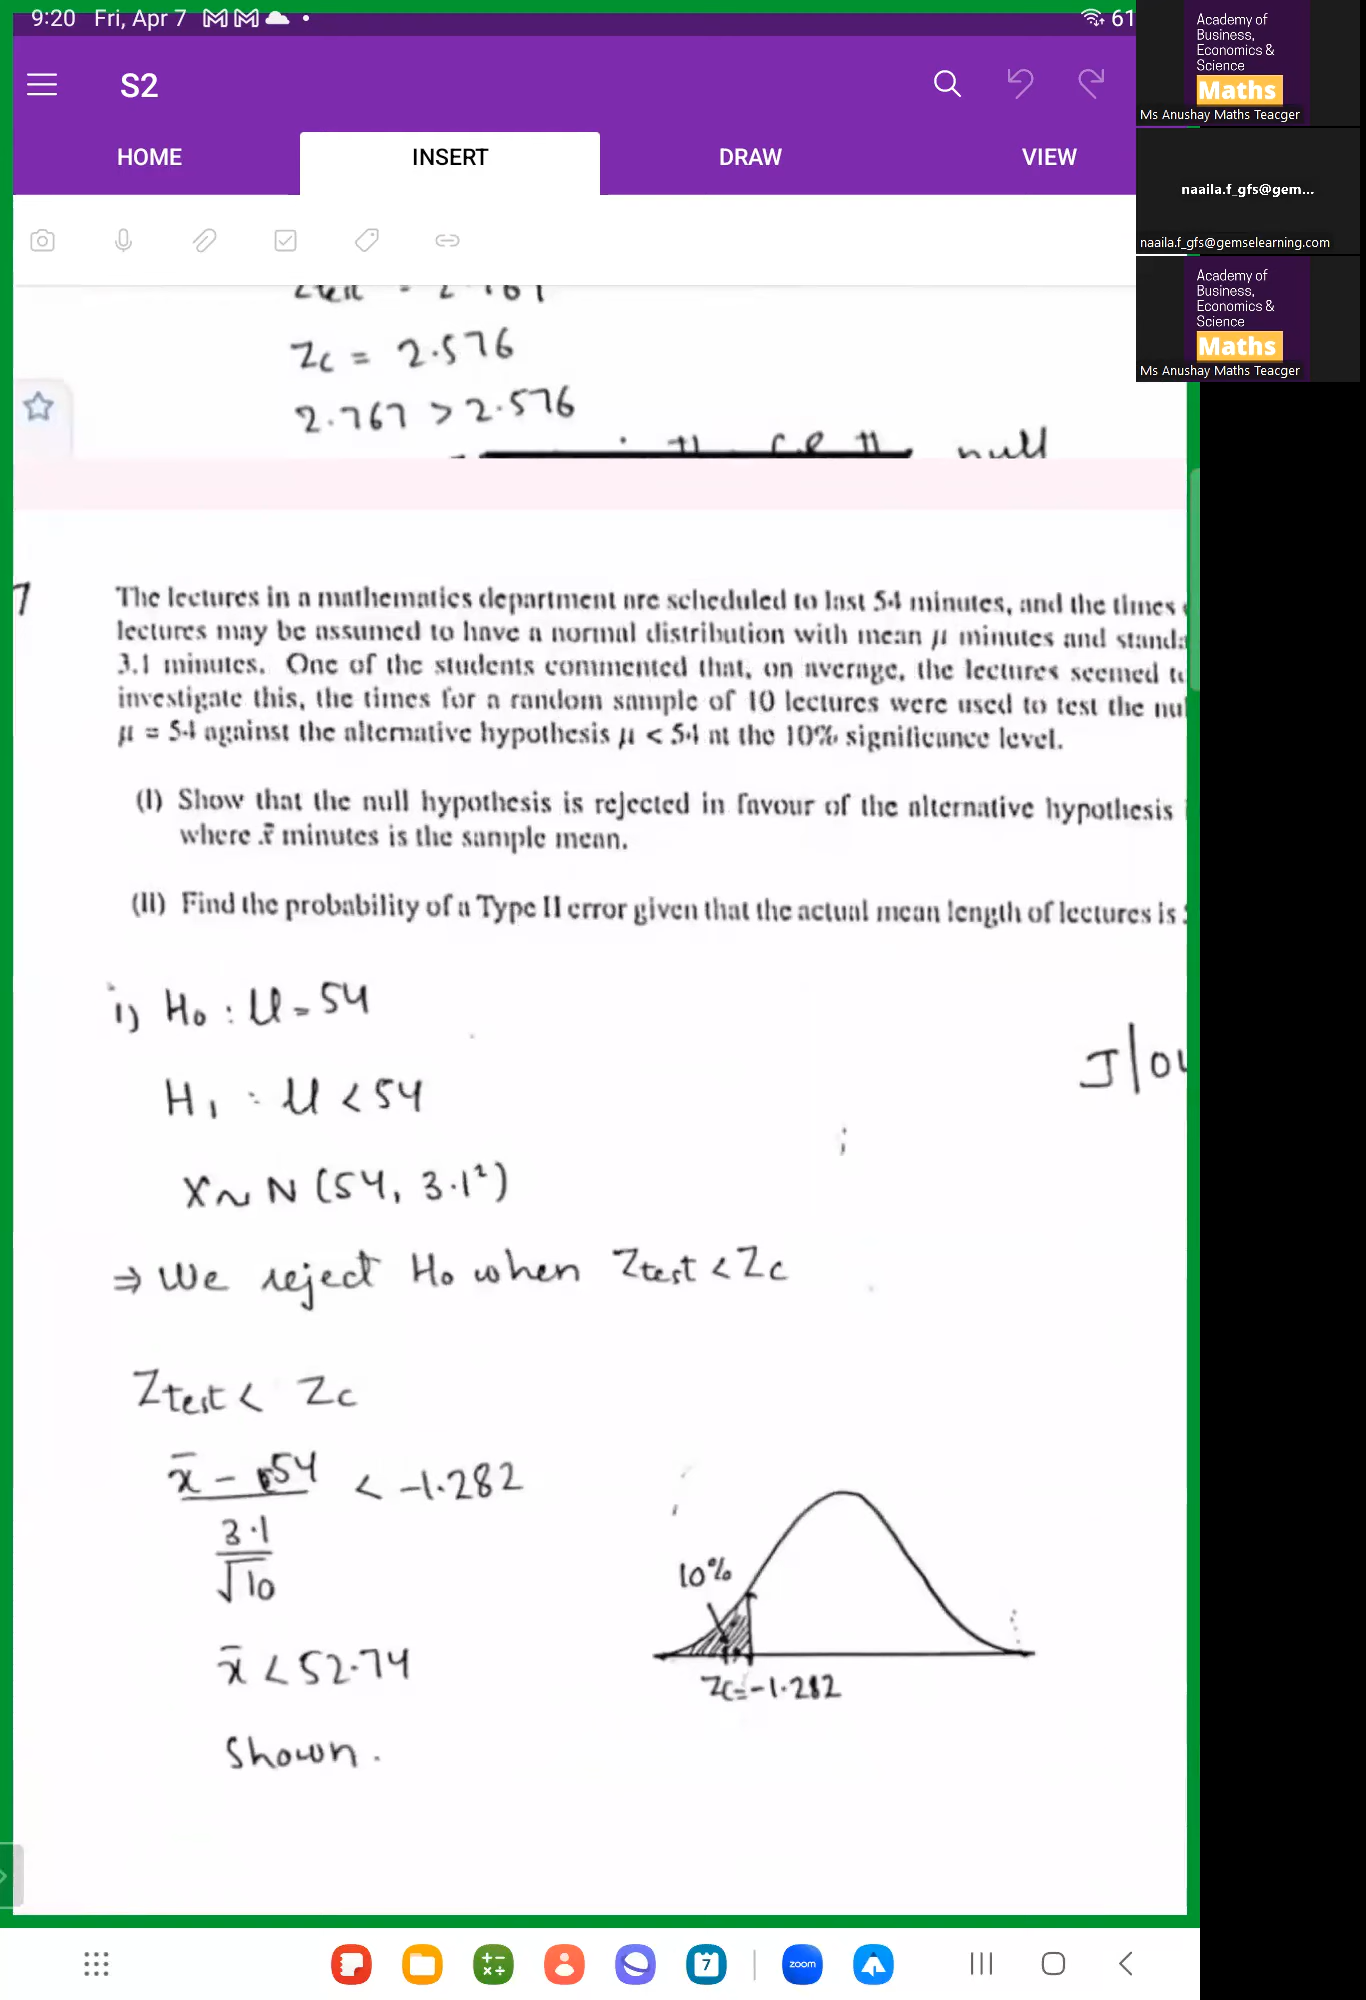 9:20 Fri, Apr 7
61
S2
HOME
INSERT
DRAW
VIEW
Academy of
Business,
Economics &
Science
Maths
Ms Anushay Maths Teacger
naaila.f_gfs@gem...
naaila.f_gfs@gemselearning.com
Academy of
Business,
Economics &
Science
Maths
Ms Anushay Maths Teacger
Ztest = 2.767
Zc = 2.576
2.767 > 2.576
null
7
The lectures in a mathematics department are scheduled to last 54 minutes, and the times
lectures may be assumed to have a normal distribution with mean μ minutes and
3.1 minutes. One of the students commented that, on average, the lectures seemed
investigate this, the times for a random sample of 10 lectures were used to test the
μ = 54 against the alternative hypothesis μ < 54 at the 10% significance level.
(i) Show that the null hypothesis is rejected in favour of the alternative hypothesis
where x̄ minutes is the sample mean.
(ii) Find the probability of a Type II error given that the actual mean length of lectures is
i) H₀ : μ = 54
H₁ : μ < 54
X ~ N (54, 3.1²)
⇒ We reject H₀ when Ztest < Zc
Ztest < Zc
x̄ - 54 / (3.1 / √10) < -1.282
x̄ < 52.74
Shown.
10%
Zc = -1.282
J/04
7
zoom